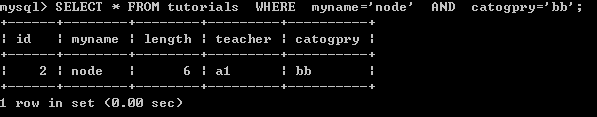 mysql> SELECT * FROM tutorials  WHERE  myname='node'  AND  catogpry='bb';
+----+--------+--------+---------+----------+
| id | myname | length | teacher | catogpry |
+----+--------+--------+---------+----------+
|  2 | node   |      6 | a1      | bb       |
+----+--------+--------+---------+----------+
1 row in set (0.00 sec)